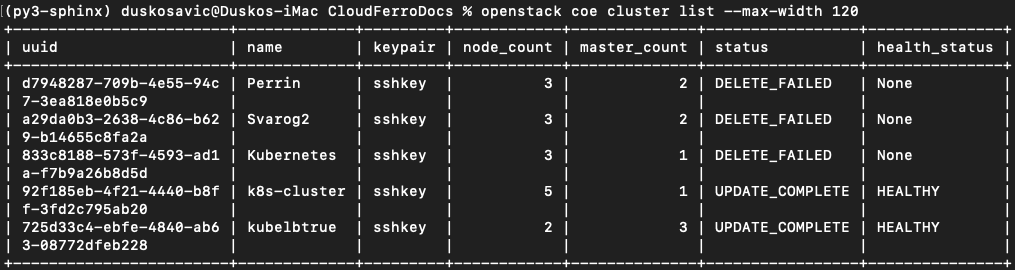 (py3-sphinx) duskosavic@Duskos-iMac CloudFerroDocs % openstack coe cluster list --max-width 120
+----------------------+-------------+---------+------------+--------------+-----------------+---------------+
| uuid                 | name        | keypair | node_count | master_count | status          | health_status |
+----------------------+-------------+---------+------------+--------------+-----------------+---------------+
| d7948287-709b-4e55-94c | Perrin      | sshkey  |          3 |            2 | DELETE_FAILED   | None          |
| 7-3ea818e0b5c9       |             |         |            |              |                 |               |
| a29da0b3-2638-4c86-b62 | Svarog2     | sshkey  |          3 |            2 | DELETE_FAILED   | None          |
| 9-b14655c8fa2a       |             |         |            |              |                 |               |
| 833c8188-573f-4593-ad1 | Kubernetes  | sshkey  |          3 |            1 | DELETE_FAILED   | None          |
| a-f7b9a26b8d5d       |             |         |            |              |                 |               |
| 92f185eb-4f21-4440-b8f | k8s-cluster | sshkey  |          5 |            1 | UPDATE_COMPLETE | HEALTHY       |
| f-3fd2c795ab20       |             |         |            |              |                 |               |
| 725d33c4-ebfe-4840-ab6 | kubelbtrue  | sshkey  |          2 |            3 | UPDATE_COMPLETE | HEALTHY       |
| 3-08772dfeb228       |             |         |            |              |                 |               |
+----------------------+-------------+---------+------------+--------------+-----------------+---------------+